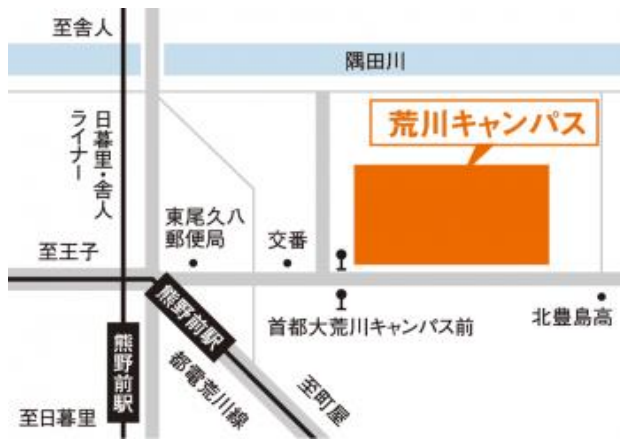 至舎人
隅田川
荒川キャンパス
日暮里・舎人
ライナー
東尾久八
郵便局
交番
至王子
熊野前駅
首都大荒川キャンパス前
北豊島高
熊野前駅
都電荒川線
至町屋
至日暮里